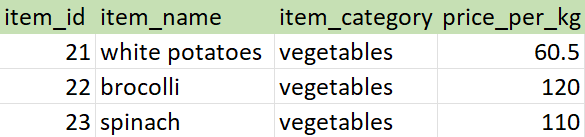 item_id item_name item_category price_per_kg
21 white potatoes vegetables 60.5
22 brocolli vegetables 120
23 spinach vegetables 110